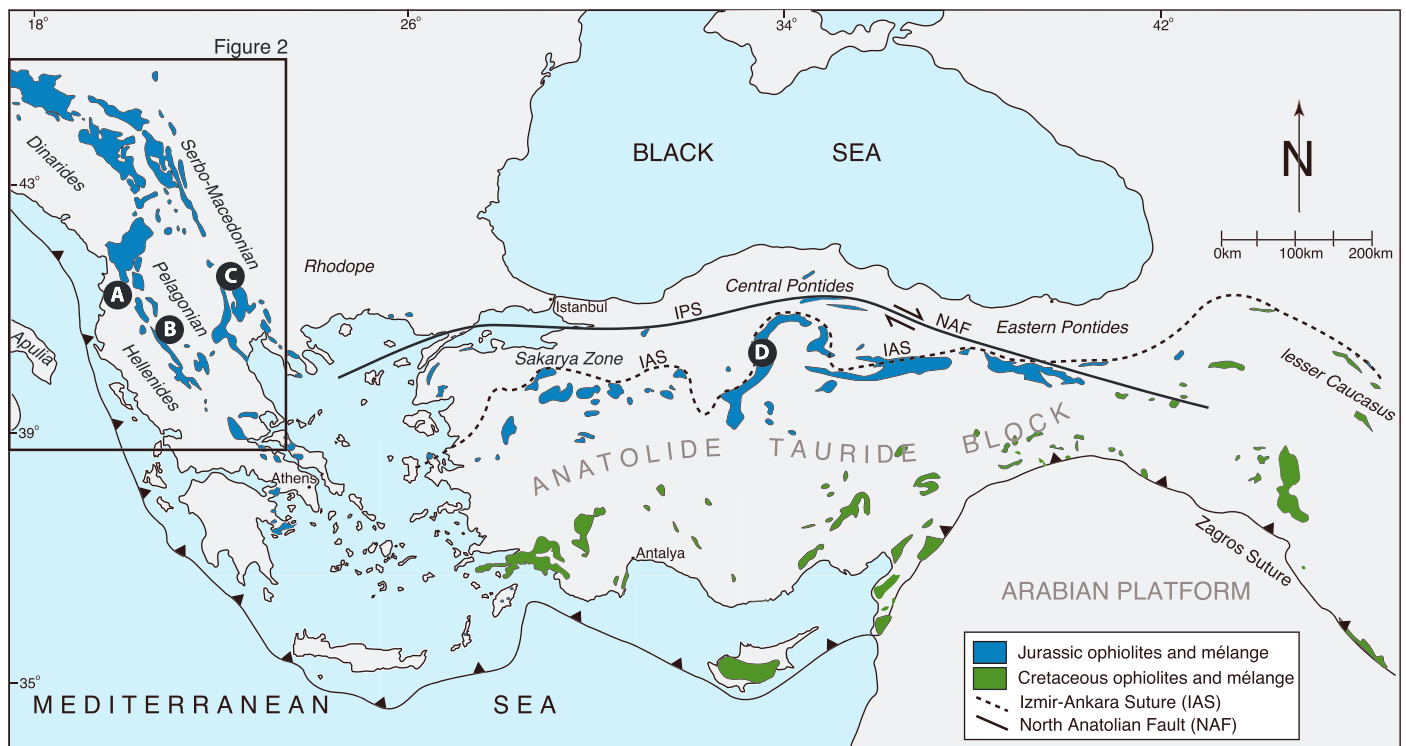 18°
26°
34°
42°
Figure 2
Dinarides
Serbo-Macedonian
BLACK SEA
N
43°
0km
100km
200km
Rhodope
C
A
Pelagonian
B
Central Pontides
Istanbul
IPS
NAF
Eastern Pontides
Apulia
Hellenides
Sakarya Zone
IAS
D
IAS
lesser Caucasus
39°
ANATOLIDE TAURIDE BLOCK
Athens
Zagros Suture
Antalya
ARABIAN PLATFORM
35°
MEDITERRANEAN SEA
Jurassic ophiolites and mélange
Cretaceous ophiolites and mélange
Izmir-Ankara Suture (IAS)
North Anatolian Fault (NAF)